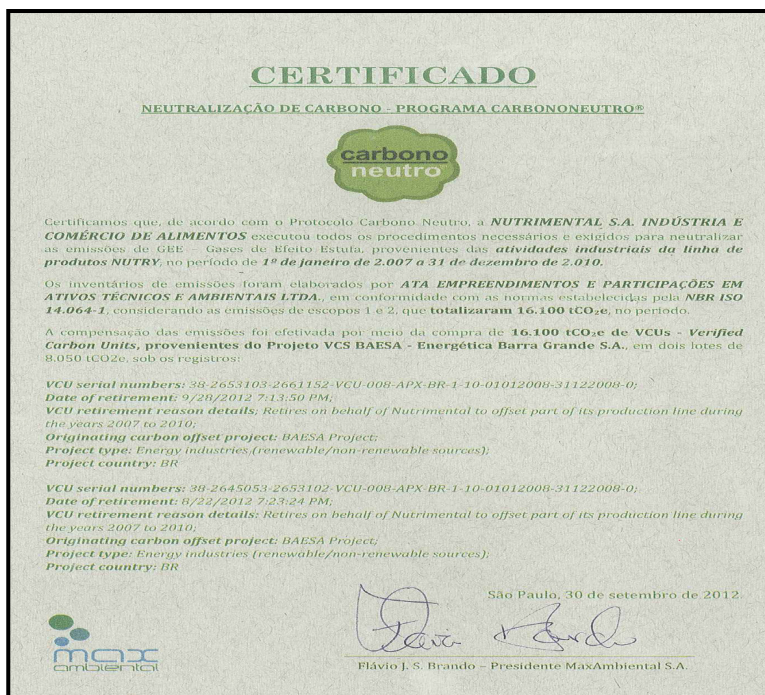 CERTIFICADO
NEUTRALIZAÇÃO DE CARBONO - PROGRAMA CARBONONEUTRO®
carbono
neutro
Certificamos que, de acordo com o Protocolo Carbono Neutro, a NUTRIMENTAL S.A. INDÚSTRIA E
COMÉRCIO DE ALIMENTOS executou todos os procedimentos necessários e exigidos para neutralizar
as emissões de GEE – Gases de Efeito Estufa, provenientes das atividades industriais da linha de
produtos NUTRY, no período de 1º de janeiro de 2.007 a 31 de dezembro de 2.010.
Os inventários de emissões foram elaborados por ATA EMPREENDIMENTOS E PARTICIPAÇÕES EM
ATIVOS TÉCNICOS E AMBIENTAIS LTDA., em conformidade com as normas estabelecidas pela NBR ISO
14.064-1, considerando as emissões de escopos 1 e 2, que totalizaram 16.100 tCO₂e, no período.
A compensação das emissões foi efetivada por meio da compra de 16.100 tCO₂e de VCUs - Verified
Carbon Units, provenientes do Projeto VCS BAESA - Energética Barra Grande S.A., em dois lotes de
8.050 tCO2e, sob os registros:
VCU serial numbers: 38-2653103-2661152-VCU-008-APX-BR-1-10-01012008-31122008-0;
Date of retirement: 9/28/2012 7:13:50 PM;
VCU retirement reason details: Retires on behalf of Nutrimental to offset part of its production line during
the years 2007 to 2010;
Originating carbon offset project: BAESA Project;
Project type: Energy industries (renewable/non-renewable sources);
Project country: BR
VCU serial numbers: 38-2645053-2653102-VCU-008-APX-BR-1-10-01012008-31122008-0;
Date of retirement: 8/22/2012 7:23:24 PM;
VCU retirement reason details: Retires on behalf of Nutrimental to offset part of its production line during
the years 2007 to 2010;
Originating carbon offset project: BAESA Project;
Project type: Energy industries (renewable/non-renewable sources);
Project country: BR
São Paulo, 30 de setembro de 2012.
max
ambiental
Flávio J. S. Brando – Presidente MaxAmbiental S.A.